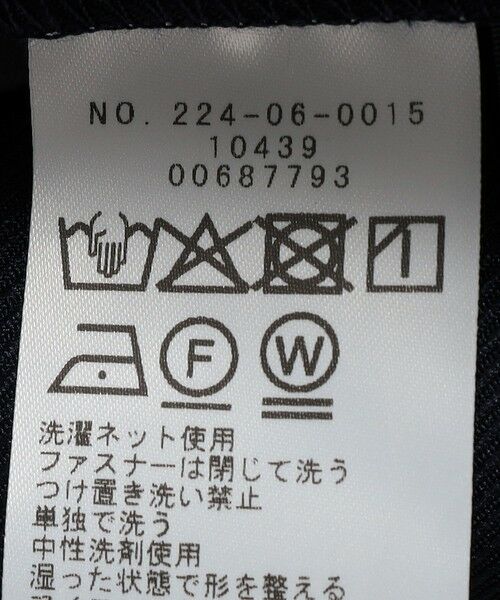 NO. 224-06-0015
10439
00687793
F W
洗濯ネット使用
ファスナーは閉じて洗う
つけ置き洗い禁止
単独で洗う
中性洗剤使用
湿った状態で形を整える